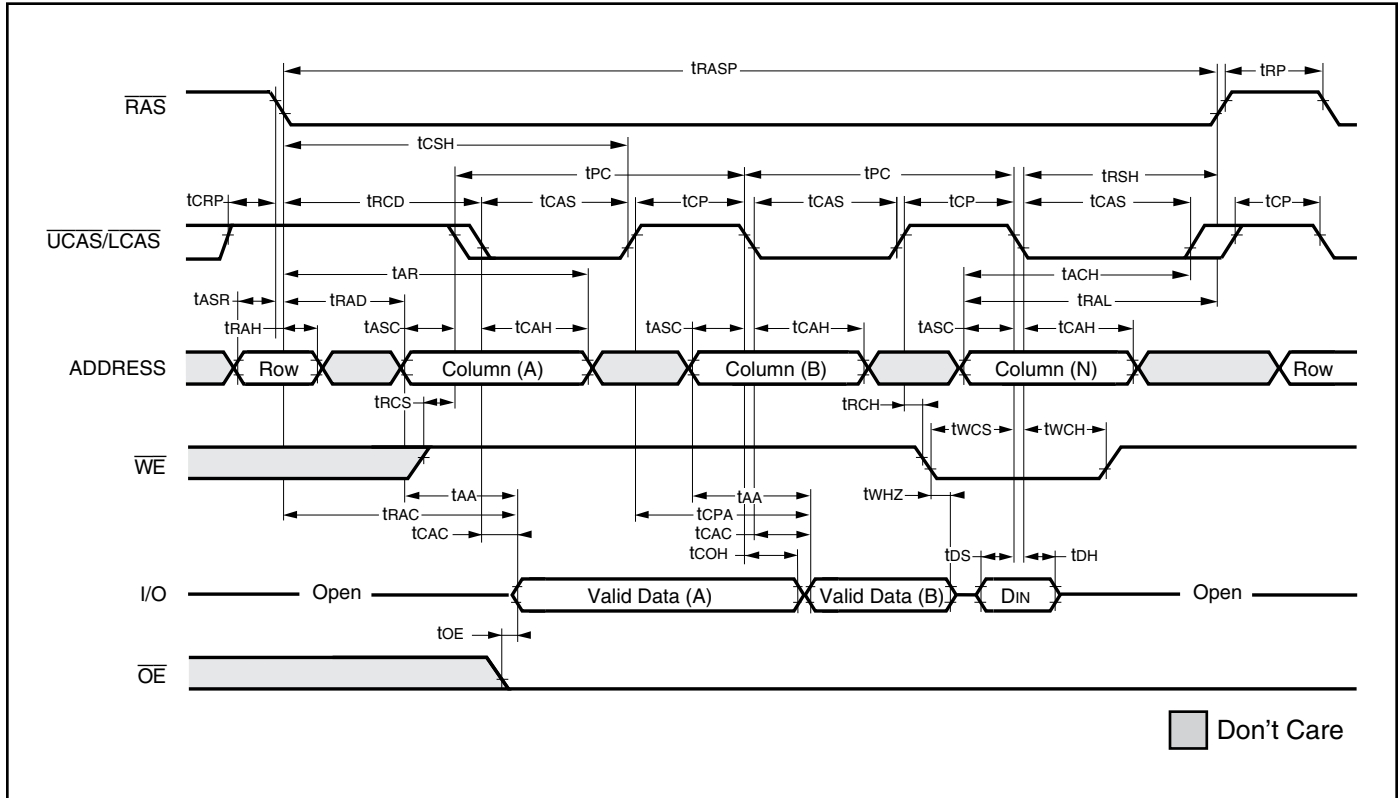 tRASP tRP
RAS
tCSH
tPC tPC tRSH
tCRP tRCD tCAS tCP tCAS tCP tCAS tCP
UCAS/LCAS
tAR tACH
tASR tRAD tRAL
tRAH tASC tCAH tASC tCAH tASC tCAH
ADDRESS Row Column (A) Column (B) Column (N) Row
tRCS tRCH
tWCS tWCH
WE
tAA tAA tWHZ
tRAC tCPA
tCAC tCAC
tCOH tDS tDH
I/O Open Valid Data (A) Valid Data (B) DIN Open
tOE
OE
Don't Care